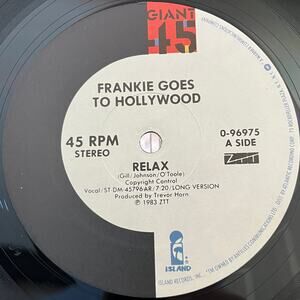 GIANT
45
FRANKIE GOES
TO HOLLYWOOD
45 RPM
STEREO
0-96975
A SIDE
ZTT
RELAX
(Gill/Johnson/O'Toole)
Copyright Control
Vocal/ST DM-45796AR/7:20/LONG VERSION
Produced by Trevor Horn
℗ 1983 ZTT
ISLAND
ISLAND RECORDS, INC.